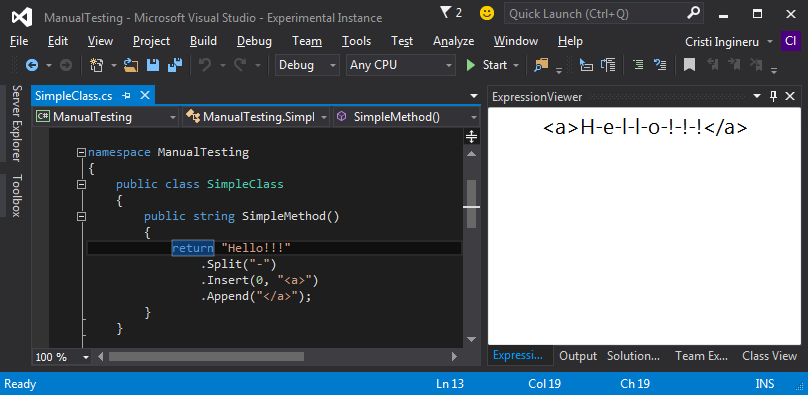 ManualTesting - Microsoft Visual Studio - Experimental Instance
2
Quick Launch (Ctrl+Q)
File Edit View Project Build Debug Team Tools Test Analyze Window Help Cristi Ingineru CI
Debug Any CPU Start
Server Explorer
Toolbox
SimpleClass.cs
C# ManualTesting ManualTesting.Simpl SimpleMethod()
namespace ManualTesting
{
public class SimpleClass
{
public string SimpleMethod()
{
return "Hello!!!"
.Split("-")
.Insert(0, "<a>")
.Append("</a>");
}
}
100 %
ExpressionViewer
<a>H-e-l-l-o-!-!-!</a>
Expressi... Output Solution... Team Ex... Class View
Ready Ln 13 Col 19 Ch 19 INS